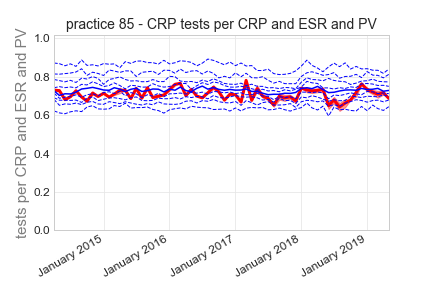 practice 85 - CRP tests per CRP and ESR and PV
tests per CRP and ESR and PV
1.0
0.8
0.6
0.4
0.2
0.0
January 2015
January 2016
January 2017
January 2018
January 2019